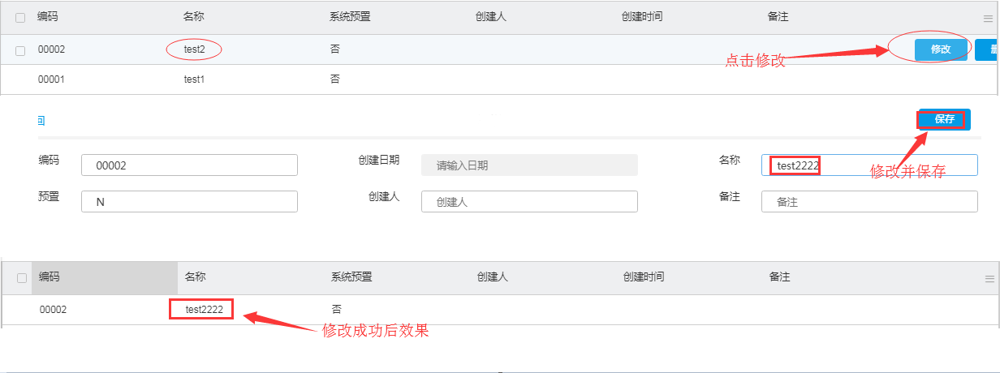 编码 名称 系统预置 创建人 创建时间 备注
00002 test2 否 修改
点击修改
00001 test1 否
回
保存
编码 00002 创建日期 请输入日期 名称 test2222
修改并保存
预置 N 创建人 创建人 备注 备注
编码 名称 系统预置 创建人 创建时间 备注
00002 test2222 否
修改成功后效果